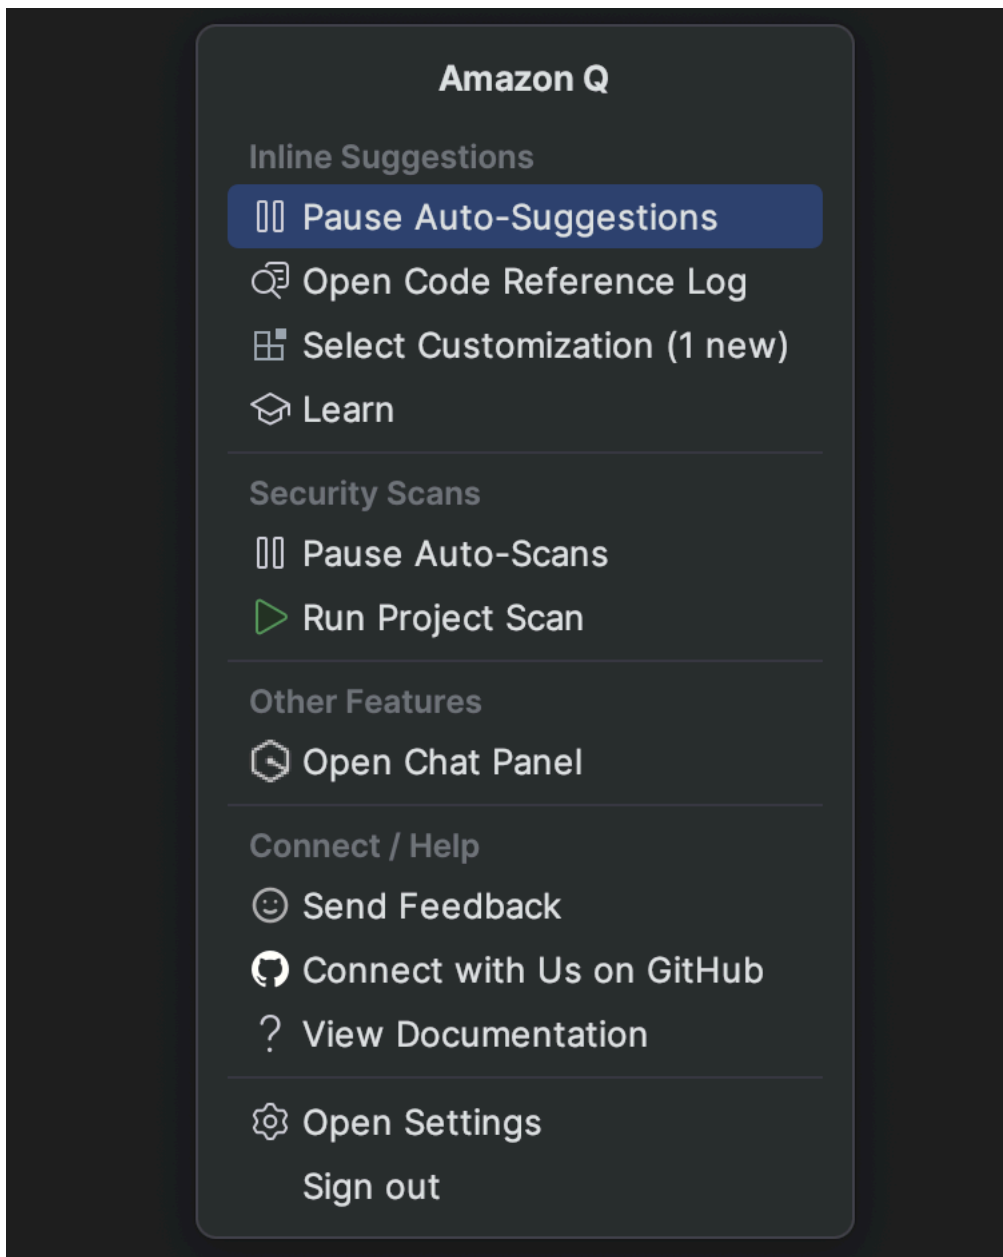 Amazon Q
Inline Suggestions
Pause Auto-Suggestions
Open Code Reference Log
Select Customization (1 new)
Learn
Security Scans
Pause Auto-Scans
Run Project Scan
Other Features
Open Chat Panel
Connect / Help
Send Feedback
Connect with Us on GitHub
View Documentation
Open Settings
Sign out